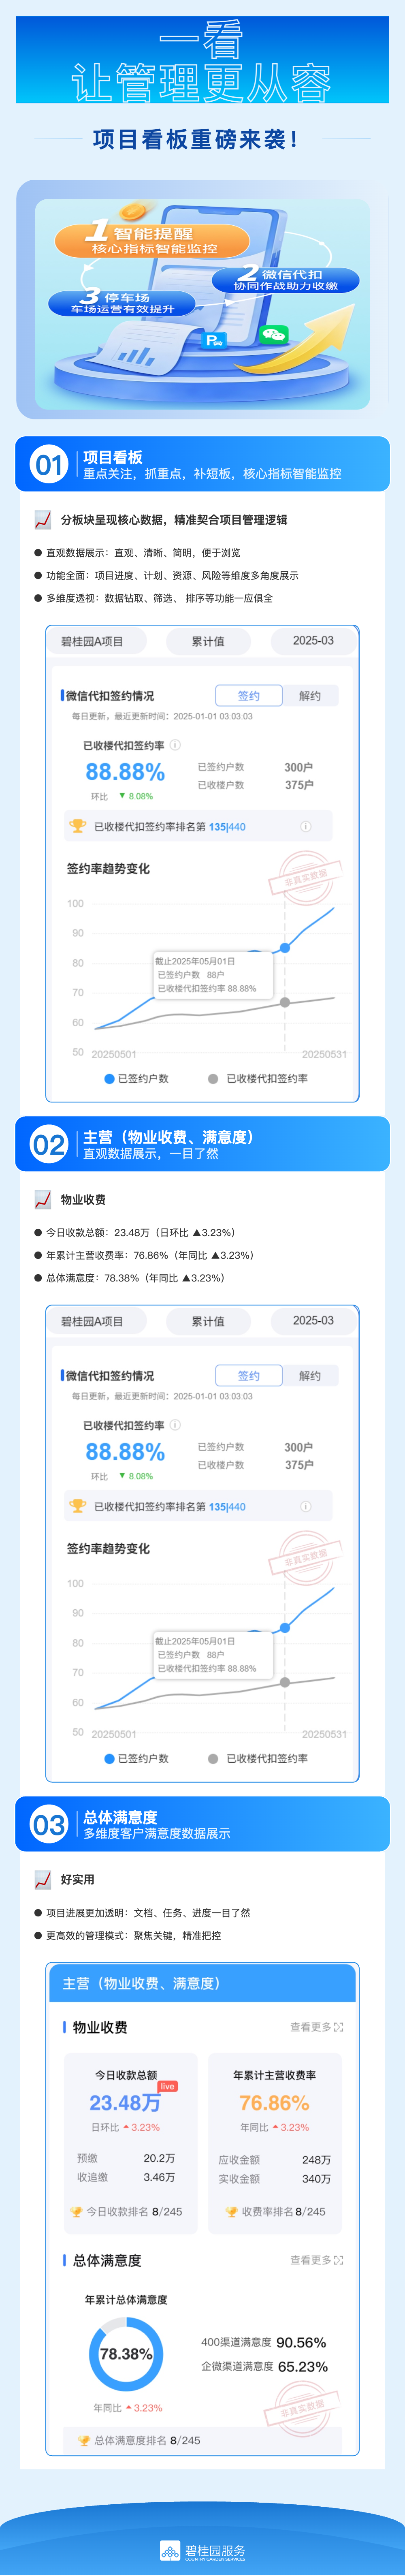 一看
让管理更从容
项目看板重磅来袭!
1 智能提醒
核心指标智能监控
2 微信代扣
协同作战助力收缴
3 停车场
车场运营有效提升
P
01
项目看板
重点关注，抓重点，补短板，核心指标智能监控
分板块呈现核心数据，精准契合项目管理逻辑
● 直观数据展示：直观、清晰、简明，便于浏览
● 功能全面：项目进度、计划、资源、风险等维度多角度展示
● 多维度透视：数据钻取、筛选、 排序等功能一应俱全
碧桂园A项目 累计值 2025-03
微信代扣签约情况 签约 解约
每日更新，最近更新时间：2025-01-01 03:03:03
已收楼代扣签约率
88.88%
环比 ▼ 8.08%
已签约户数 300户
已收楼户数 375户
已收楼代扣签约率排名第 135|440
签约率趋势变化
非真实数据
100
90
80
70
60
50
截止2025年05月01日
已签约户数 88户
已收楼代扣签约率 88.88%
20250501 20250531
已签约户数 已收楼代扣签约率
02
主营（物业收费、满意度）
直观数据展示，一目了然
物业收费
● 今日收款总额：23.48万（日环比 ▲3.23%）
● 年累计主营收费率：76.86%（年同比 ▲3.23%）
● 总体满意度：78.38%（年同比 ▲3.23%）
碧桂园A项目 累计值 2025-03
微信代扣签约情况 签约 解约
每日更新，最近更新时间：2025-01-01 03:03:03
已收楼代扣签约率
88.88%
环比 ▼ 8.08%
已签约户数 300户
已收楼户数 375户
已收楼代扣签约率排名第 135|440
签约率趋势变化
非真实数据
100
90
80
70
60
50
截止2025年05月01日
已签约户数 88户
已收楼代扣签约率 88.88%
20250501 20250531
已签约户数 已收楼代扣签约率
03
总体满意度
多维度客户满意度数据展示
好实用
● 项目进展更加透明：文档、任务、进度一目了然
● 更高效的管理模式：聚焦关键，精准把控
主营（物业收费、满意度）
物业收费 查看更多
今日收款总额
live
23.48万
日环比 3.23%
预缴 20.2万
收追缴 3.46万
今日收款排名 8/245
年累计主营收费率
76.86%
年同比 3.23%
应收金额 248万
实收金额 340万
收费率排名 8/245
总体满意度 查看更多
年累计总体满意度
78.38%
年同比 3.23%
400渠道满意度 90.56%
企微渠道满意度 65.23%
非真实数据
总体满意度排名 8/245
碧桂园服务
COUNTRY GARDEN SERVICES